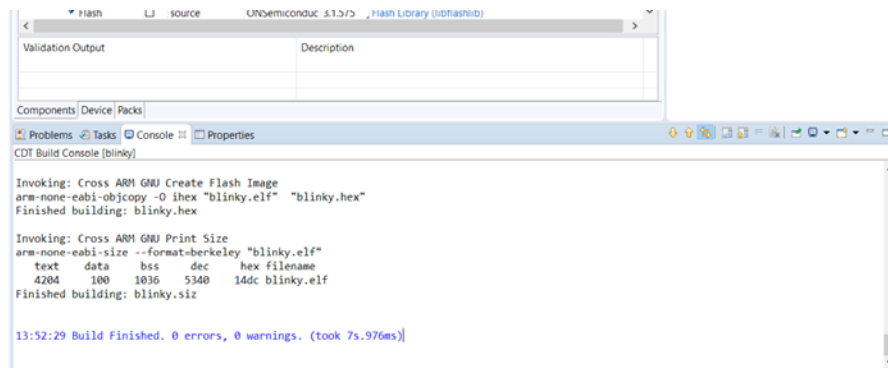 Flash source ONSemiconduc 3.1.575 Flash Library (libflashlib)
Validation Output Description
Components Device Packs
Problems Tasks Console Properties
CDT Build Console [blinky]
Invoking: Cross ARM GNU Create Flash Image
arm-none-eabi-objcopy -O ihex "blinky.elf" "blinky.hex"
Finished building: blinky.hex
Invoking: Cross ARM GNU Print Size
arm-none-eabi-size --format=berkeley "blinky.elf"
text data bss dec hex filename
4204 100 1036 5340 14dc blinky.elf
Finished building: blinky.siz
13:52:29 Build Finished. 0 errors, 0 warnings. (took 7s.976ms)